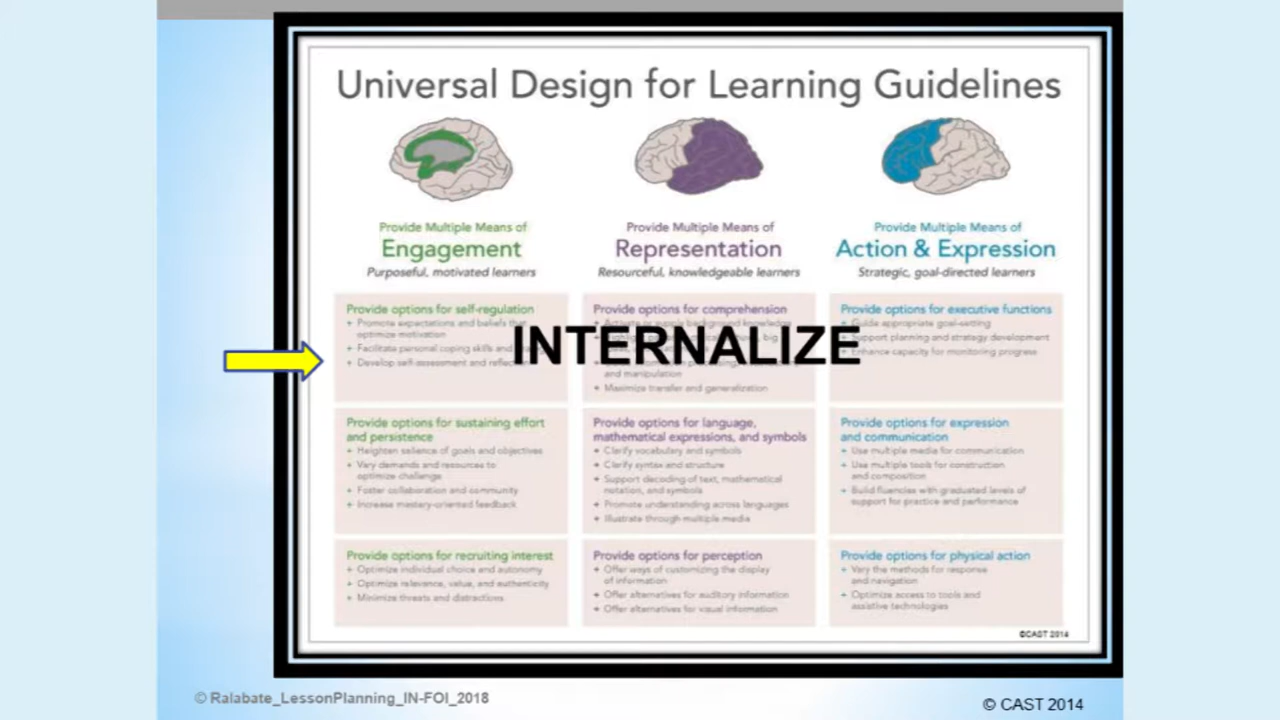 Universal Design for Learning Guidelines
Provide Multiple Means of
Engagement
Purposeful, motivated learners
Provide options for self-regulation
+ Promote expectations and beliefs that
optimize motivation
+ Facilitate personal coping skills and
+ Develop self-assessment and
Provide options for sustaining effort
and persistence
+ Heighten salience of goals and objectives
+ Vary demands and resources to
optimize challenge
+ Foster collaboration and community
+ Increase mastery-oriented feedback
Provide options for recruiting interest
+ Optimize individual choice and autonomy
+ Optimize relevance, value, and authenticity
+ Minimize threats and distractions
Provide Multiple Means of
Representation
Resourceful, knowledgeable learners
Provide options for comprehension
+ Activate or supply background knowledge
INTERNALIZE
and manipulation
+ Maximize transfer and generalization
Provide options for language,
mathematical expressions, and symbols
+ Clarify vocabulary and symbols
+ Clarify syntax and structure
+ Support decoding of text, mathematical
notation, and symbols
+ Promote understanding across languages
+ Illustrate through multiple media
Provide options for perception
+ Offer ways of customizing the display
of information
+ Offer alternatives for auditory information
+ Offer alternatives for visual information
Provide Multiple Means of
Action & Expression
Strategic, goal-directed learners
Provide options for executive functions
+ Guide appropriate goal-setting
+ Support planning and strategy development
+ Enhance capacity for monitoring progress
Provide options for expression
and communication
+ Use multiple media for communication
+ Use multiple tools for construction
and composition
+ Build fluencies with graduated levels of
support for practice and performance
Provide options for physical action
+ Vary the methods for response
and navigation
+ Optimize access to tools and
assistive technologies
©CAST 2014
© Ralabate_LessonPlanning_IN-FOI_2018
© CAST 2014